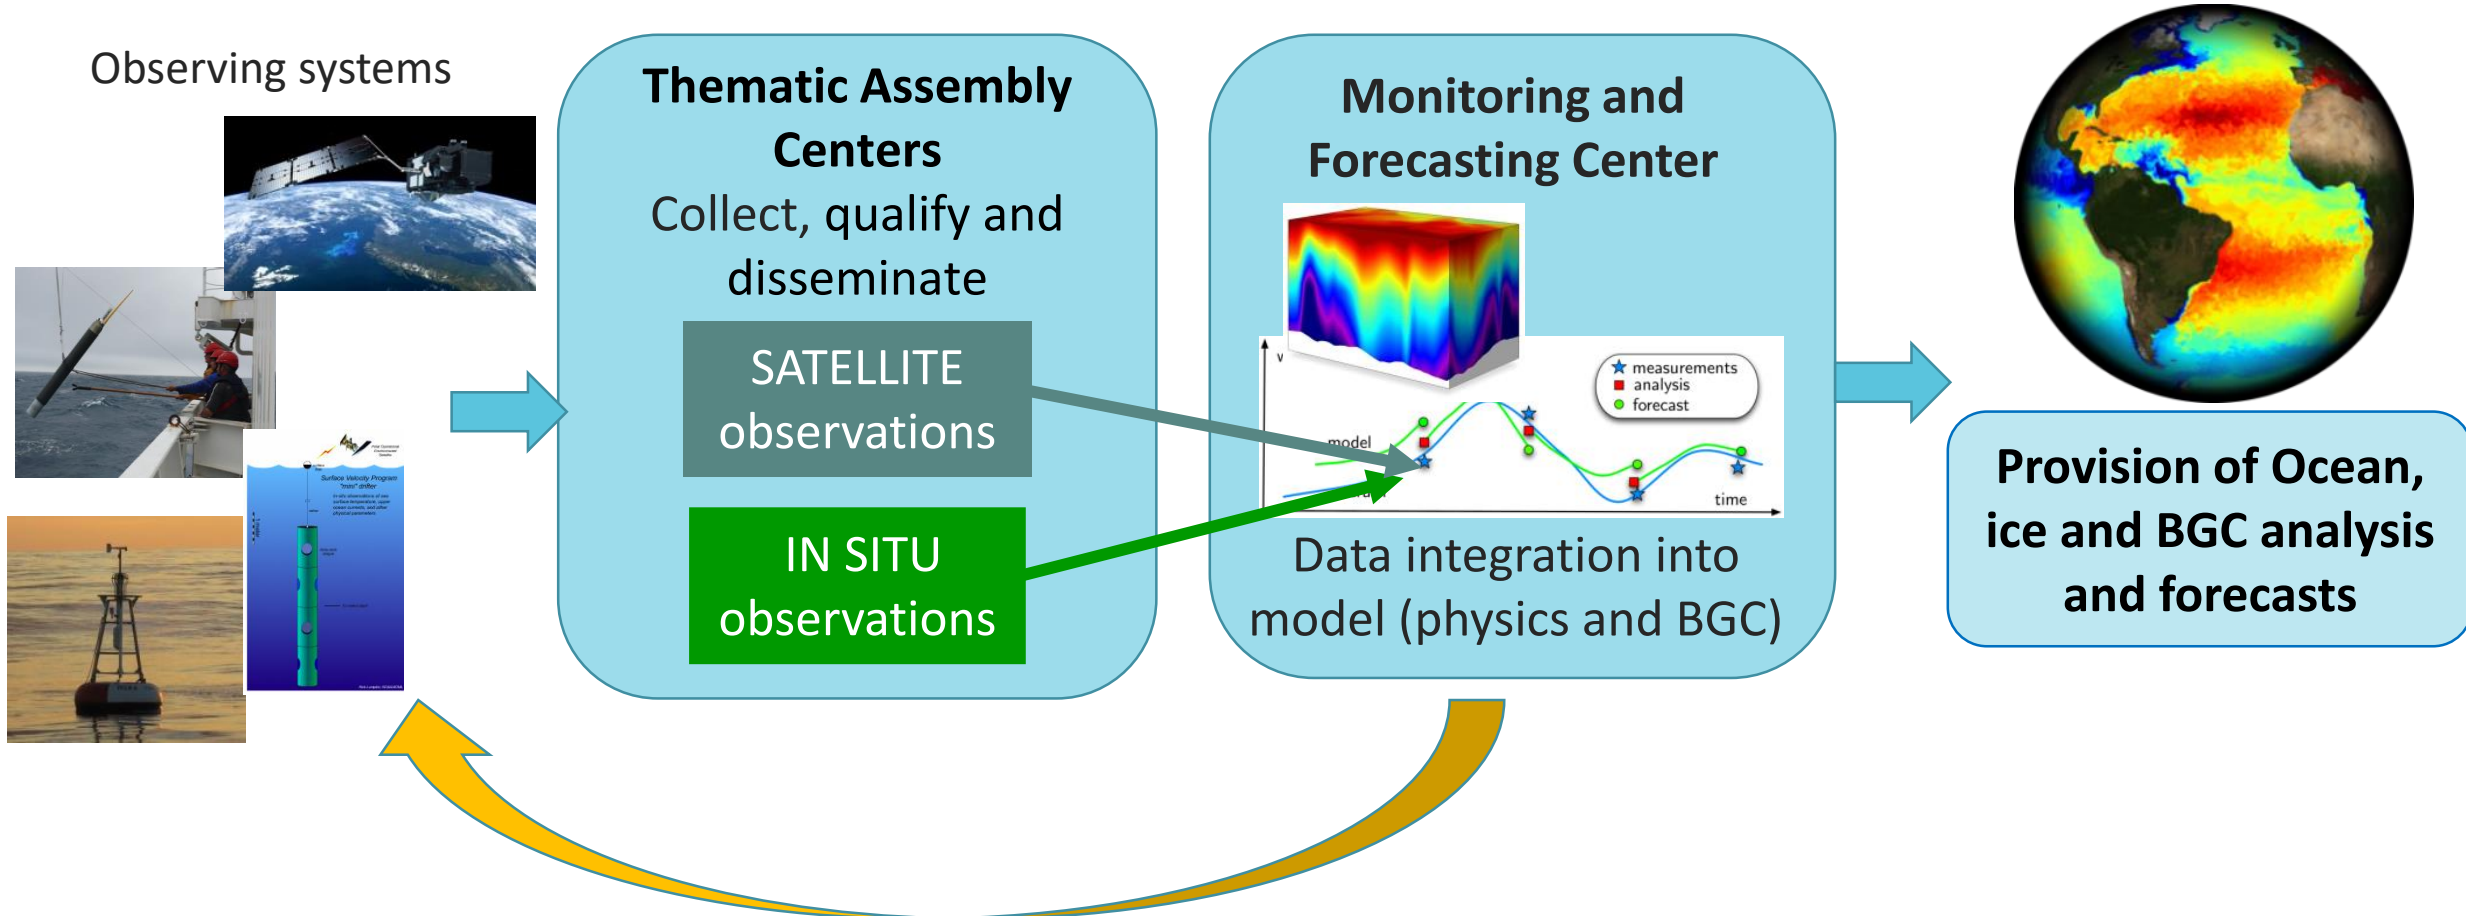 Observing systems
Surface Velocity Program
"mini" drifter
Thematic Assembly
Centers
Collect, qualify and
disseminate
SATELLITE
observations
IN SITU
observations
Monitoring and
Forecasting Center
measurements
analysis
forecast
model
time
Data integration into
model (physics and BGC)
Provision of Ocean,
ice and BGC analysis
and forecasts